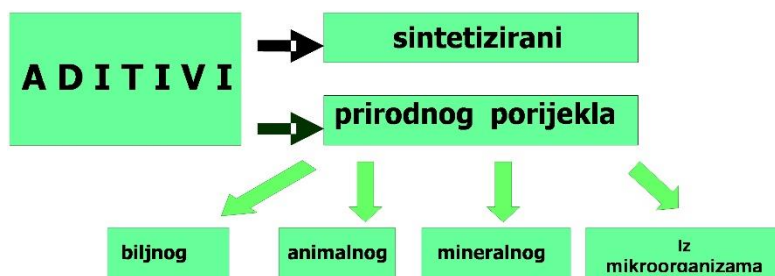 A D I T I V I
sintetizirani
prirodnog porijekla
biljnog
animalnog
mineralnog
Iz
mikroorganizama